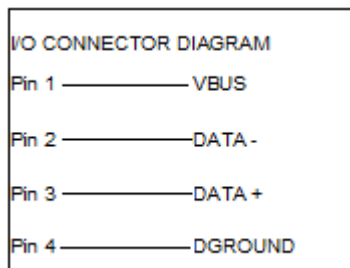 I/O CONNECTOR DIAGRAM
Pin 1 VBUS
Pin 2 DATA -
Pin 3 DATA +
Pin 4 DGROUND